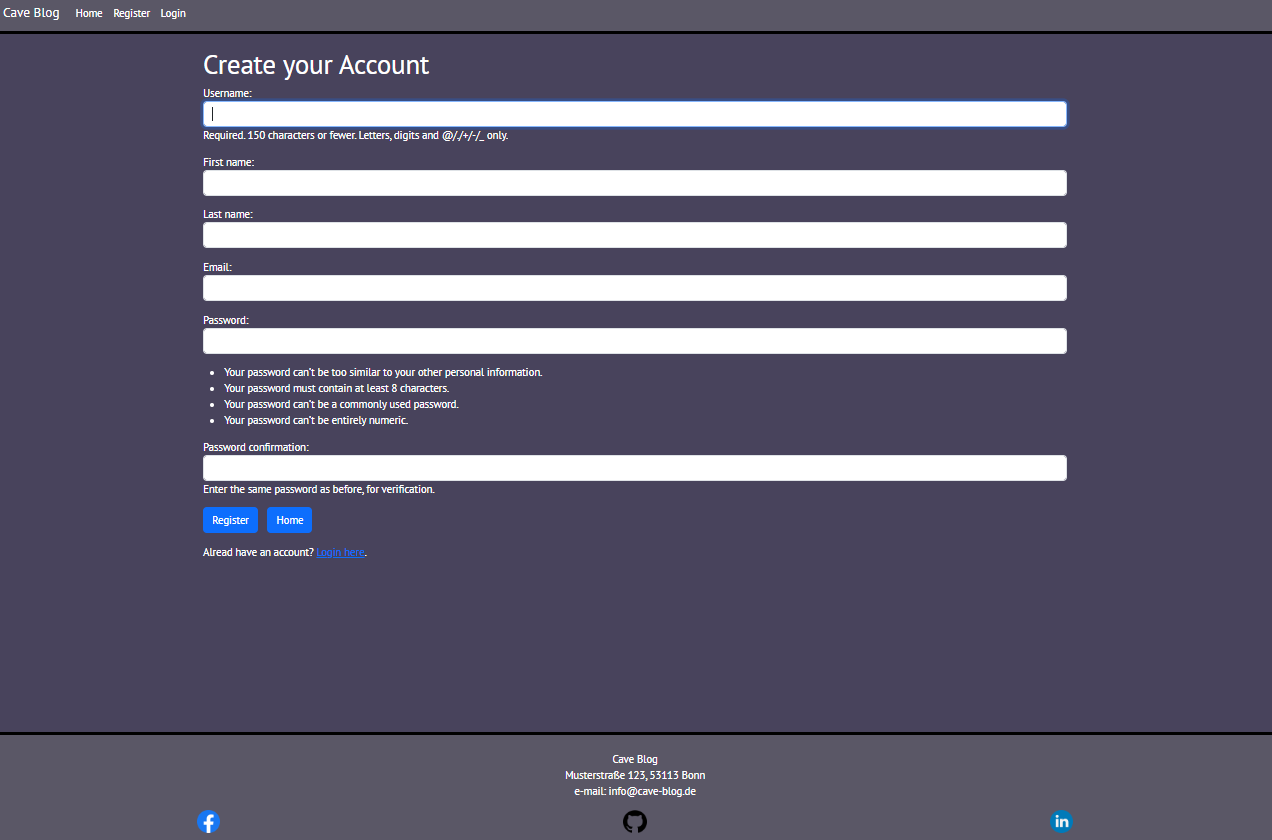 Cave Blog Home Register Login
Create your Account
Username:
Required. 150 characters or fewer. Letters, digits and @/./+/-/_ only.
First name:
Last name:
Email:
Password:
Your password can't be too similar to your other personal information.
Your password must contain at least 8 characters.
Your password can't be a commonly used password.
Your password can't be entirely numeric.
Password confirmation:
Enter the same password as before, for verification.
Register Home
Alread have an account? Login here.
Cave Blog
Musterstraße 123, 53113 Bonn
e-mail: info@cave-blog.de
in